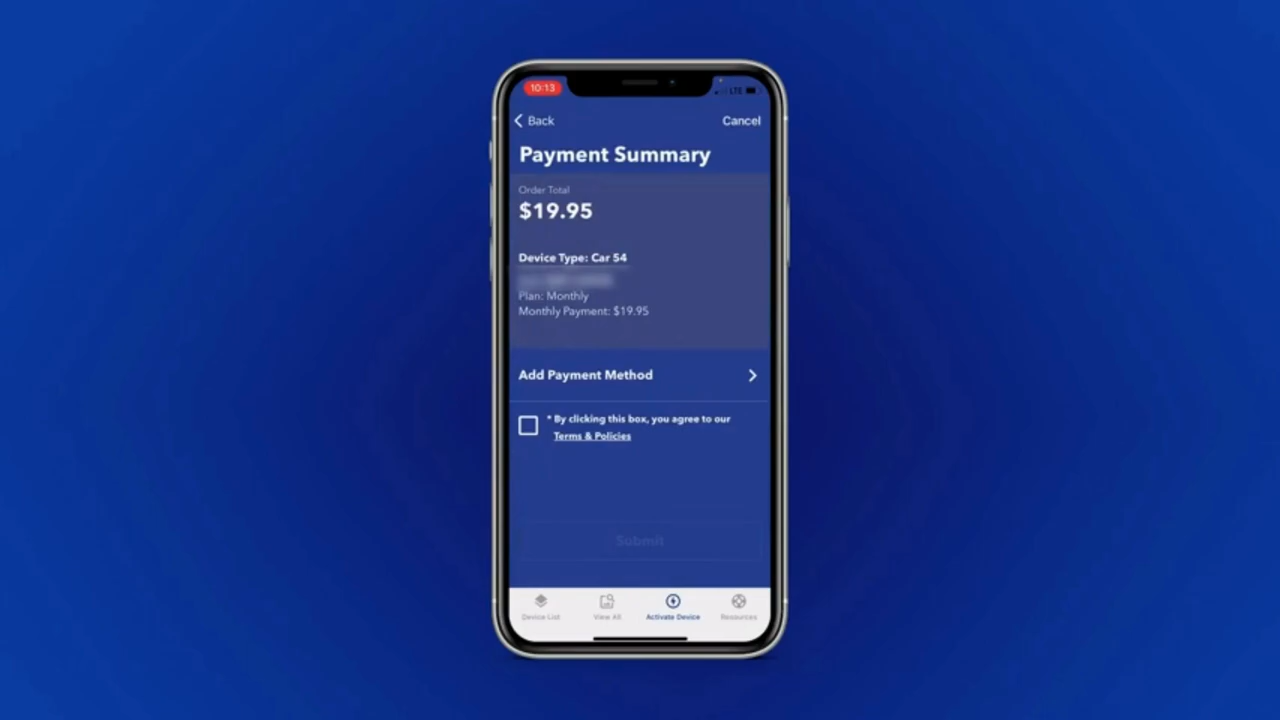 10:13
LTE
Back
Cancel
Payment Summary
Order Total
$19.95
Device Type: Car 54
Plan: Monthly
Monthly Payment: $19.95
Add Payment Method
* By clicking this box, you agree to our
Terms & Policies
Submit
Device List
View All
Activate Device
Resources